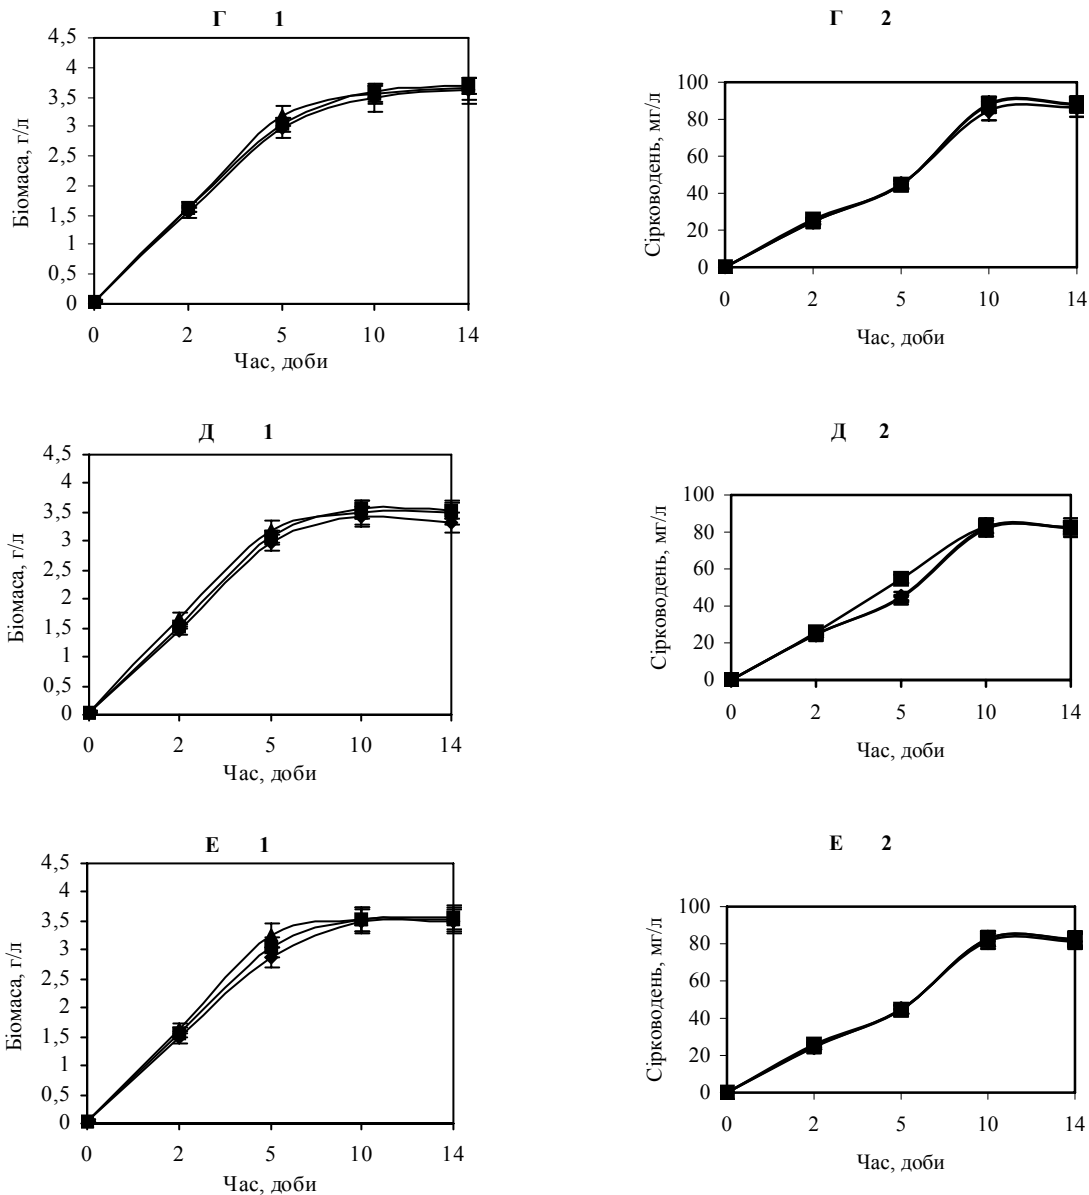 Г 1
Біомаса, г/л
4,5
4
3,5
3
2,5
2
1,5
1
0,5
0
0 2 5 10 14
Час, доби
Г 2
Сірководень, мг/л
100
80
60
40
20
0
0 2 5 10 14
Час, доби
Д 1
Біомаса, г/л
4,5
4
3,5
3
2,5
2
1,5
1
0,5
0
0 2 5 10 14
Час, доби
Д 2
Сірководень, мг/л
100
80
60
40
20
0
0 2 5 10 14
Час, доби
Е 1
Біомаса, г/л
4,5
4
3,5
3
2,5
2
1,5
1
0,5
0
0 2 5 10 14
Час, доби
Е 2
Сірководень, мг/л
100
80
60
40
20
0
0 2 5 10 14
Час, доби